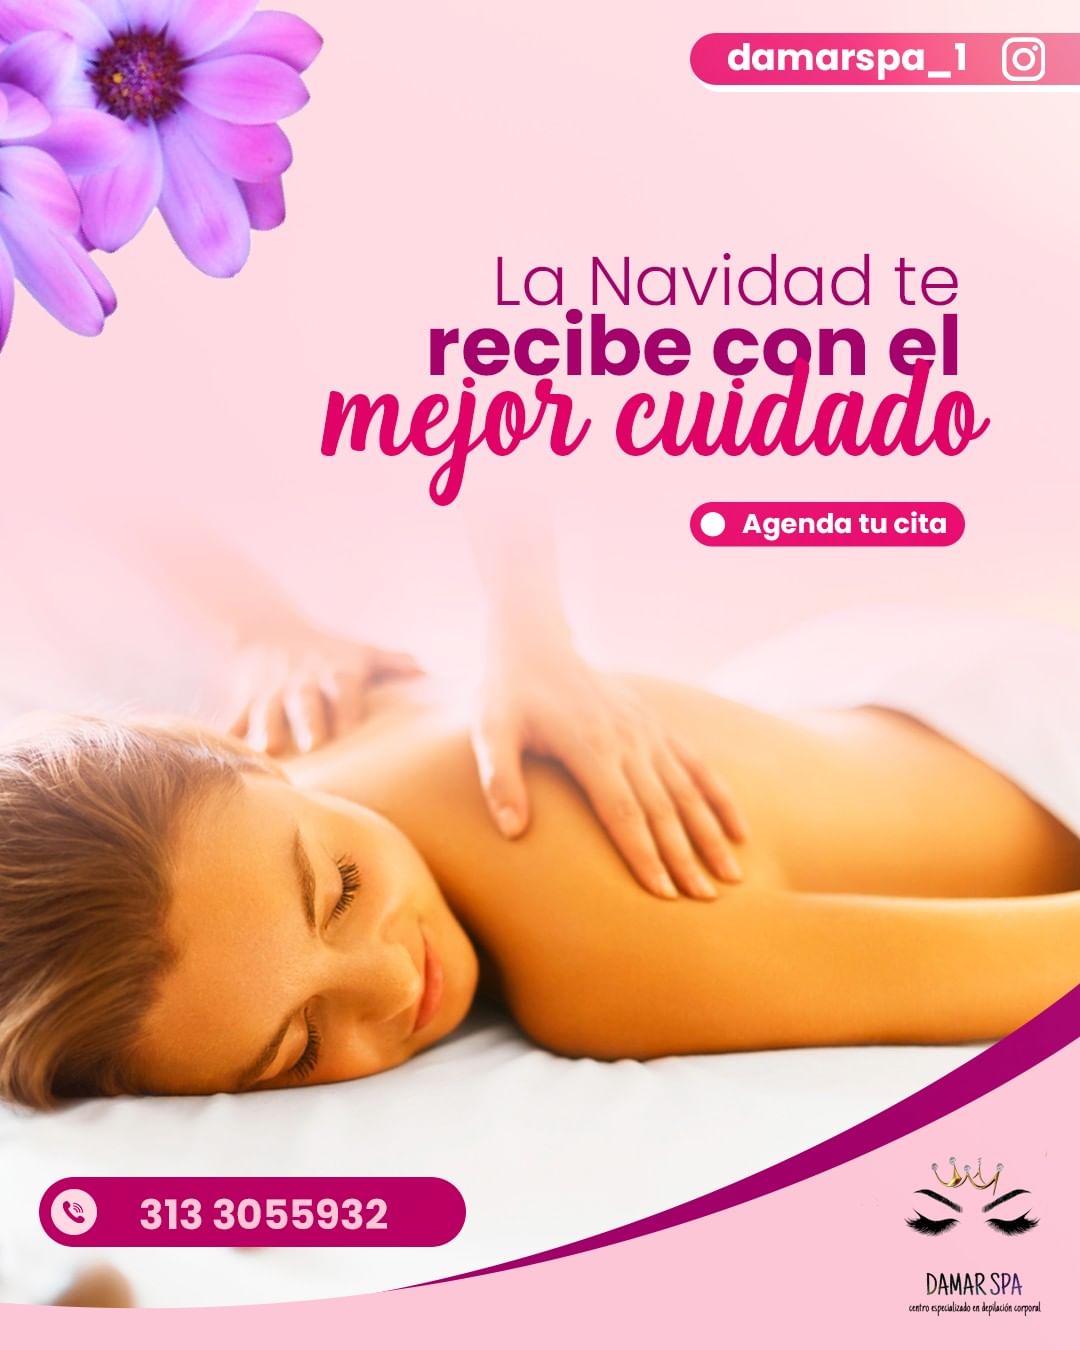 damarspa_1
La Navidad te
recibe con el
mejor cuidado
Agenda tu cita
313 3055932
DAMAR SPA
centro especializado en depilación corporal